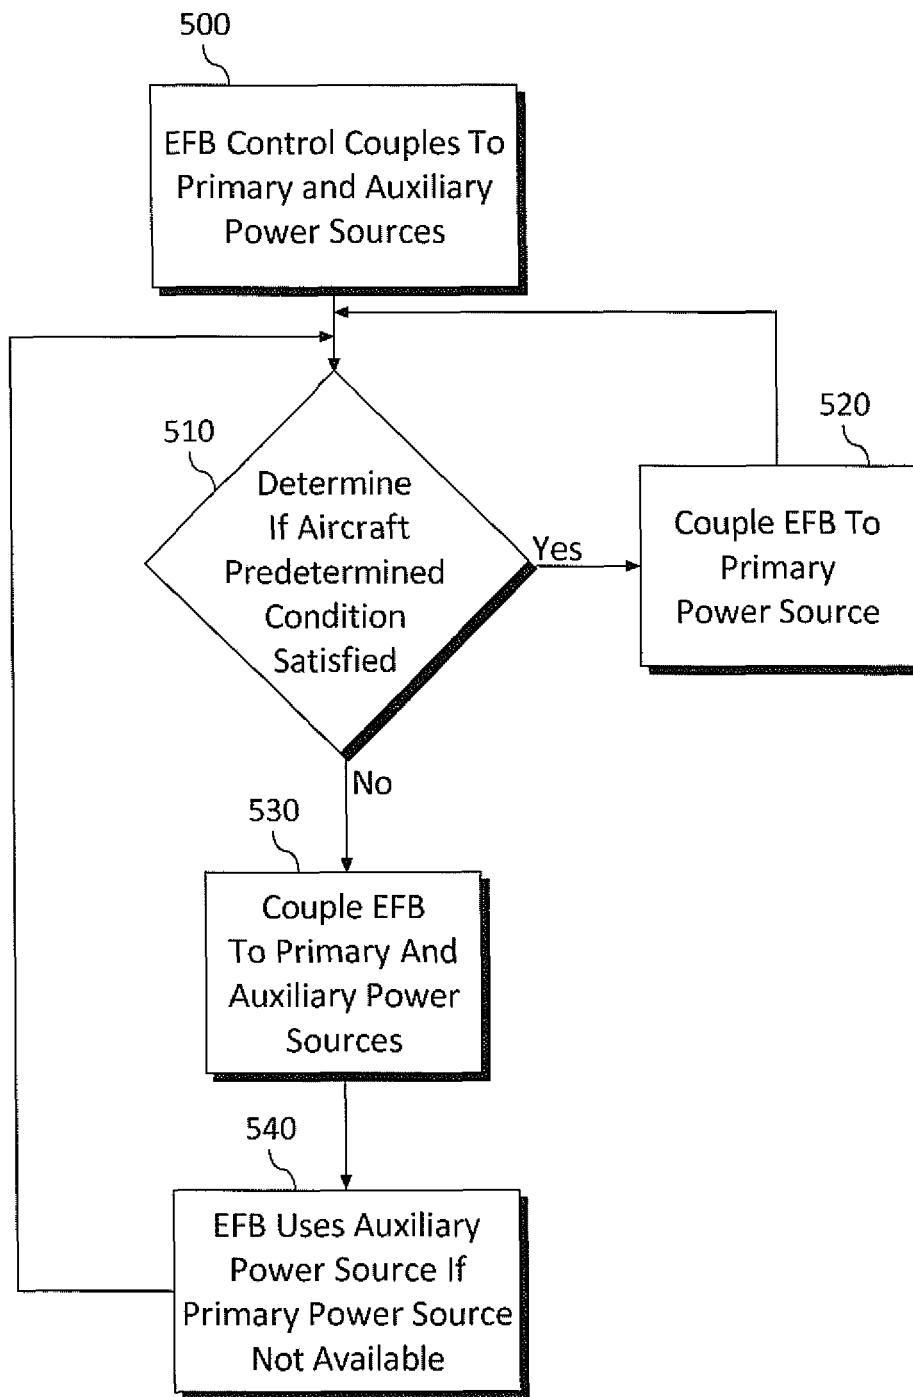 500
EFB Control Couples To
Primary and Auxiliary
Power Sources
510
Determine
If Aircraft
Predetermined
Condition
Satisfied
Yes
520
Couple EFB To
Primary
Power Source
No
530
Couple EFB
To Primary And
Auxiliary Power
Sources
540
EFB Uses Auxiliary
Power Source If
Primary Power Source
Not Available